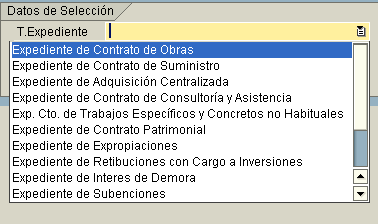 Datos de Selección
T.Expediente
Expediente de Contrato de Obras
Expediente de Contrato de Suministro
Expediente de Adquisición Centralizada
Expediente de Contrato de Consultoría y Asistencia
Exp. Cto. de Trabajos Específicos y Concretos no Habituales
Expediente de Contrato Patrimonial
Expediente de Expropiaciones
Expediente de Retibuciones con Cargo a Inversiones
Expediente de Interes de Demora
Expediente de Subenciones